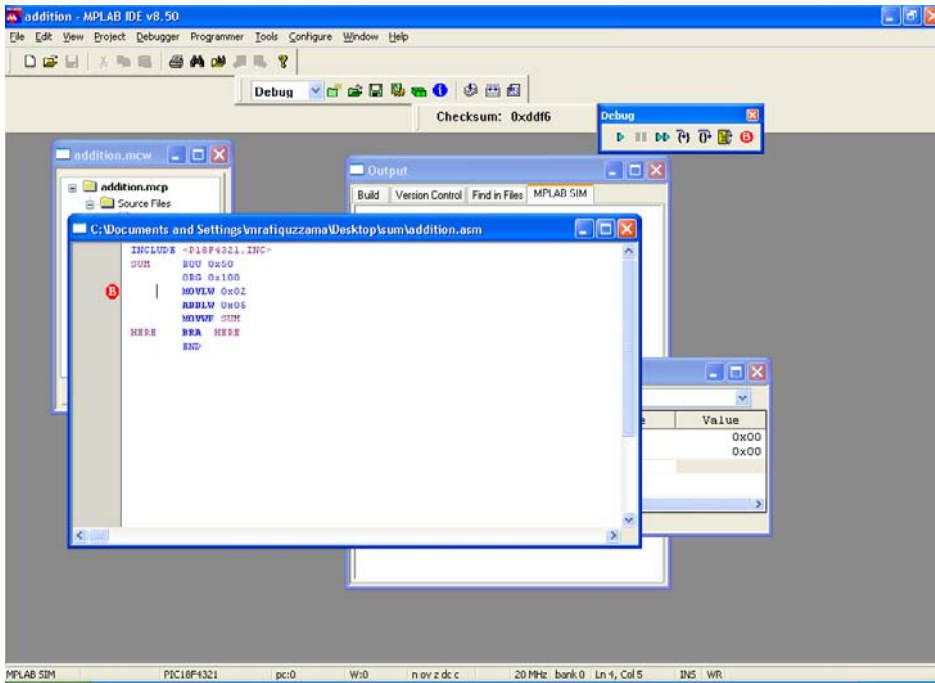 addition - MPLAB IDE v8.50
File Edit View Project Debugger Programmer Tools Configure Window Help
Debug
Checksum: 0xddf6
Debug
addition.mcw
Output
addition.mcp
Source Files
Build Version Control Find in Files MPLAB SIM
C:\Documents and Settings\mrafiquzzama\Desktop\sum\addition.asm
INCLUDE <P18F4321.INC>
SUM EQU 0x50
ORG 0x100
B MOVLW 0x02
ADDLW 0x05
MOVWF SUM
HERE BRA HERE
END
Value
0x00
0x00
MPLAB SIM PIC18F4321 pc:0 W:0 n ov z dc c 20 MHz bank 0 Ln 4, Col 5 INS WR